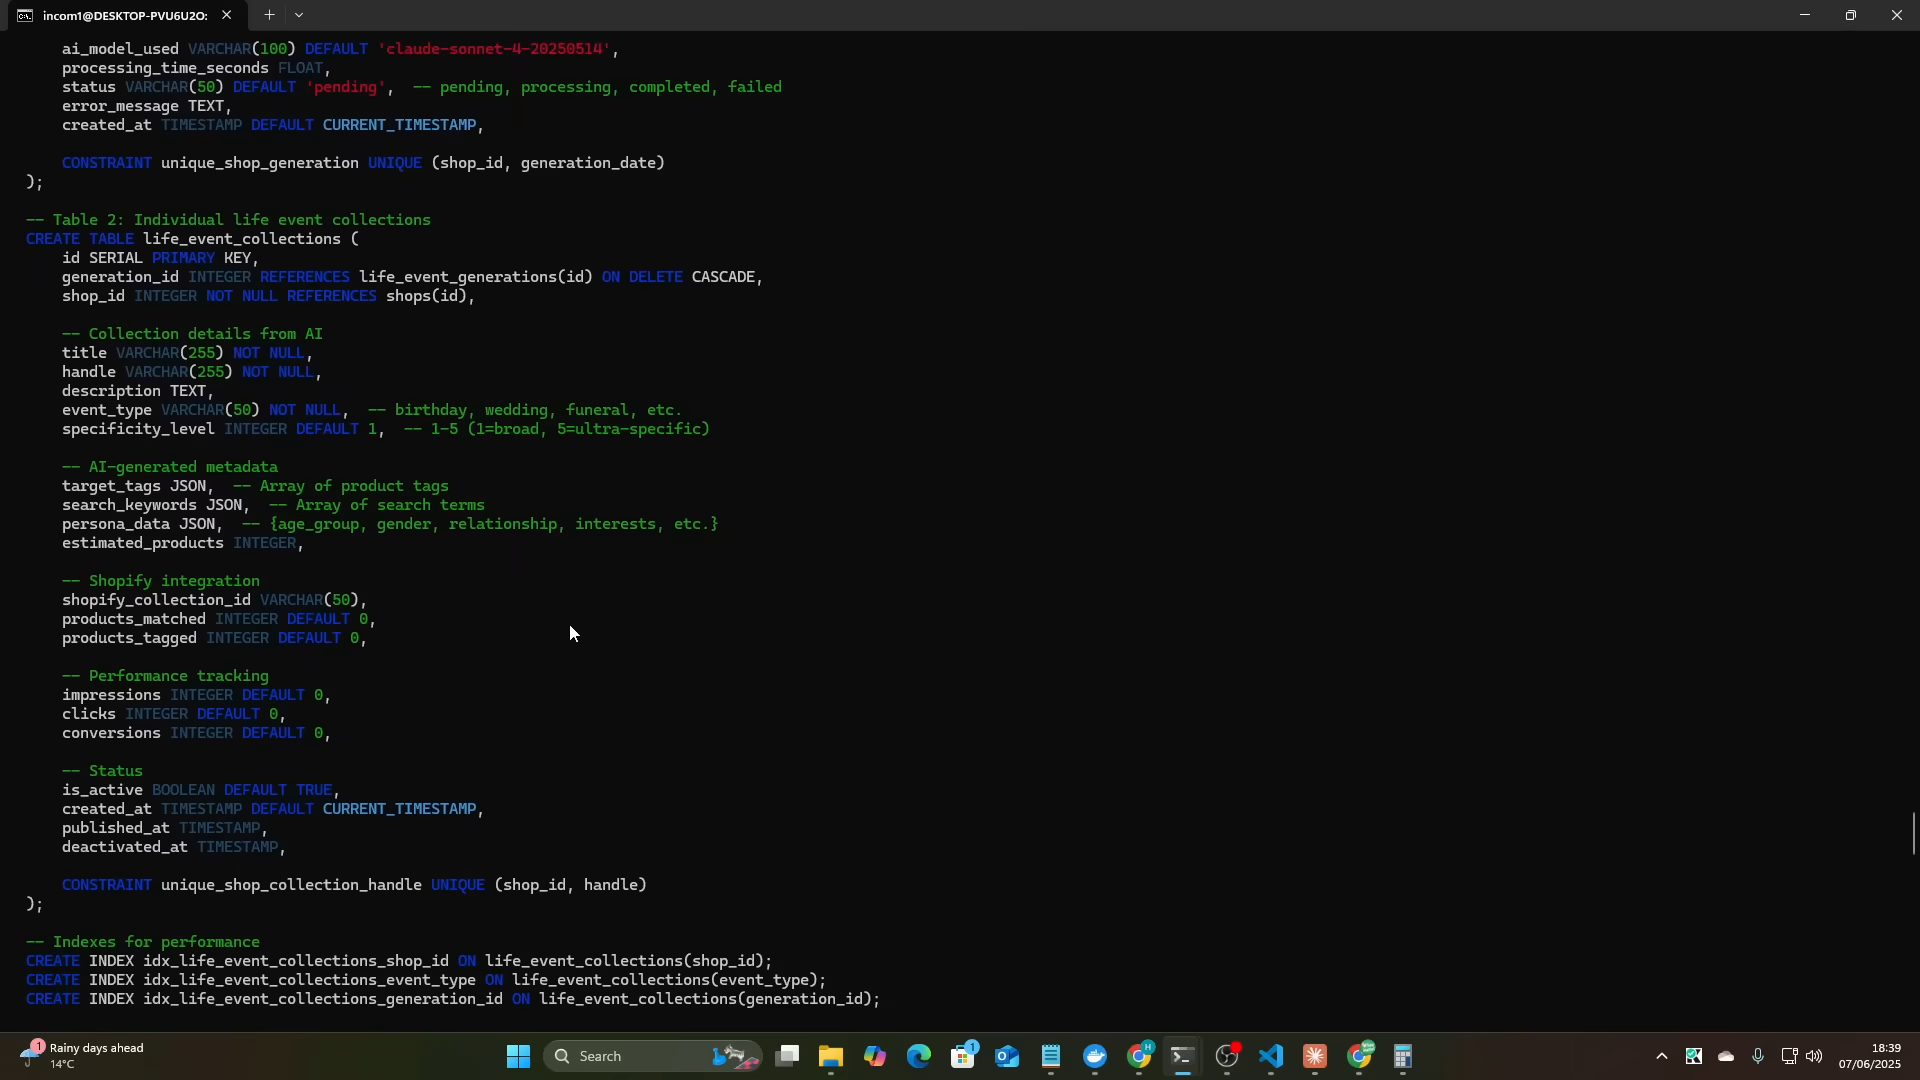 incom1@DESKTOP-PVU6U2O:
ai_model_used VARCHAR(100) DEFAULT 'claude-sonnet-4-20250514',
processing_time_seconds FLOAT,
status VARCHAR(50) DEFAULT 'pending',  -- pending, processing, completed, failed
error_message TEXT,
created_at TIMESTAMP DEFAULT CURRENT_TIMESTAMP,
CONSTRAINT unique_shop_generation UNIQUE (shop_id, generation_date)
);
-- Table 2: Individual life event collections
CREATE TABLE life_event_collections (
id SERIAL PRIMARY KEY,
generation_id INTEGER REFERENCES life_event_generations(id) ON DELETE CASCADE,
shop_id INTEGER NOT NULL REFERENCES shops(id),
-- Collection details from AI
title VARCHAR(255) NOT NULL,
handle VARCHAR(255) NOT NULL,
description TEXT,
event_type VARCHAR(50) NOT NULL,  -- birthday, wedding, funeral, etc.
specificity_level INTEGER DEFAULT 1,  -- 1-5 (1=broad, 5=ultra-specific)
-- AI-generated metadata
target_tags JSON,  -- Array of product tags
search_keywords JSON,  -- Array of search terms
persona_data JSON,  -- {age_group, gender, relationship, interests, etc.}
estimated_products INTEGER,
-- Shopify integration
shopify_collection_id VARCHAR(50),
products_matched INTEGER DEFAULT 0,
products_tagged INTEGER DEFAULT 0,
-- Performance tracking
impressions INTEGER DEFAULT 0,
clicks INTEGER DEFAULT 0,
conversions INTEGER DEFAULT 0,
-- Status
is_active BOOLEAN DEFAULT TRUE,
created_at TIMESTAMP DEFAULT CURRENT_TIMESTAMP,
published_at TIMESTAMP,
deactivated_at TIMESTAMP,
CONSTRAINT unique_shop_collection_handle UNIQUE (shop_id, handle)
);
-- Indexes for performance
CREATE INDEX idx_life_event_collections_shop_id ON life_event_collections(shop_id);
CREATE INDEX idx_life_event_collections_event_type ON life_event_collections(event_type);
CREATE INDEX idx_life_event_collections_generation_id ON life_event_collections(generation_id);
1
Rainy days ahead
14°C
Search
1
H
18:39
07/06/2025